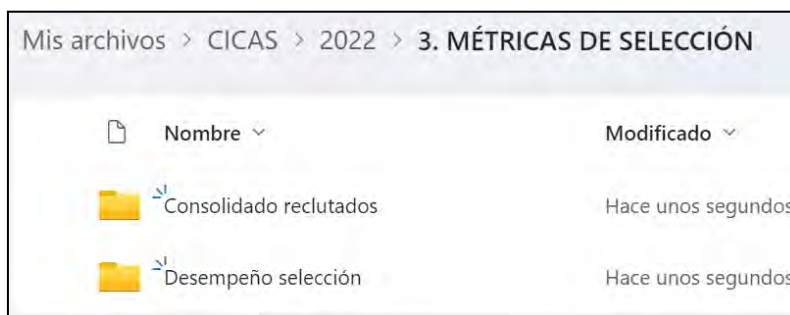 Mis archivos > CICAS > 2022 > 3. MÉTRICAS DE SELECCIÓN
Nombre Modificado
Consolidado reclutados Hace unos segundos
Desempeño selección Hace unos segundos